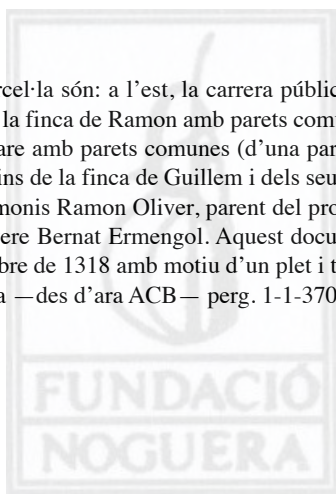 rcel·la són: a l’est, la carrera públic
la finca de Ramon amb parets com
are amb parets comunes (d’una par
ins de la finca de Guillem i dels seu
monis Ramon Oliver, parent del pro
ere Bernat Ermengol. Aquest docu
bre de 1318 amb motiu d’un plet i t
a —des d’ara ACB— perg. 1-1-370
FUNDACIÓ
NOGUERA